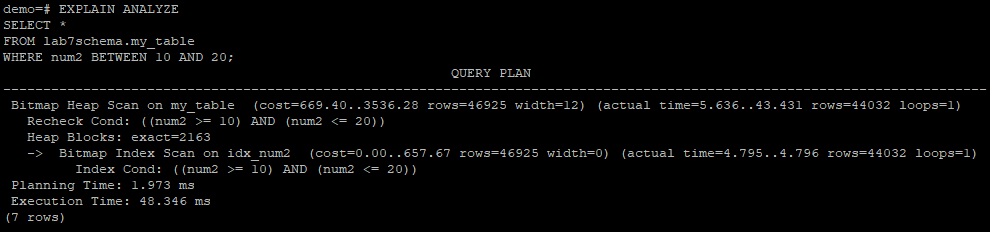 demo=# EXPLAIN ANALYZE
SELECT *
FROM lab7schema.my_table
WHERE num2 BETWEEN 10 AND 20;
QUERY PLAN
--------------------------------------------------------------------------------------------------------------------------
Bitmap Heap Scan on my_table  (cost=669.40..3536.28 rows=46925 width=12) (actual time=5.636..43.431 rows=44032 loops=1)
  Recheck Cond: ((num2 >= 10) AND (num2 <= 20))
  Heap Blocks: exact=2163
  ->  Bitmap Index Scan on idx_num2  (cost=0.00..657.67 rows=46925 width=0) (actual time=4.795..4.796 rows=44032 loops=1)
        Index Cond: ((num2 >= 10) AND (num2 <= 20))
Planning Time: 1.973 ms
Execution Time: 48.346 ms
(7 rows)